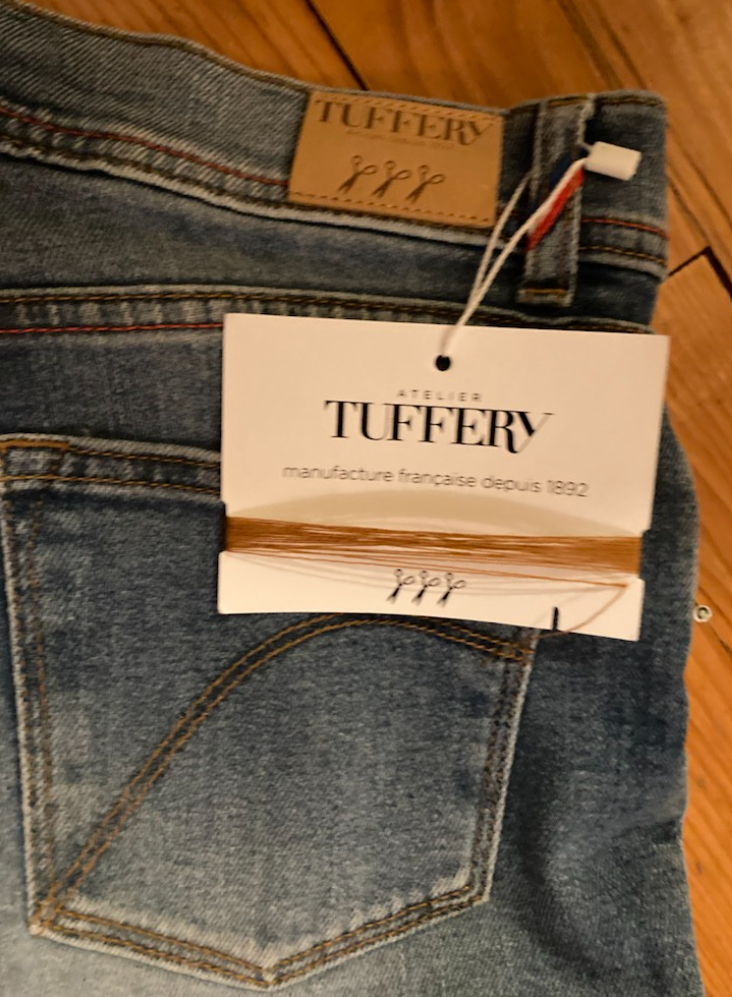 TUFFERY
ATELIER
TUFFERY
manufacture française depuis 1892